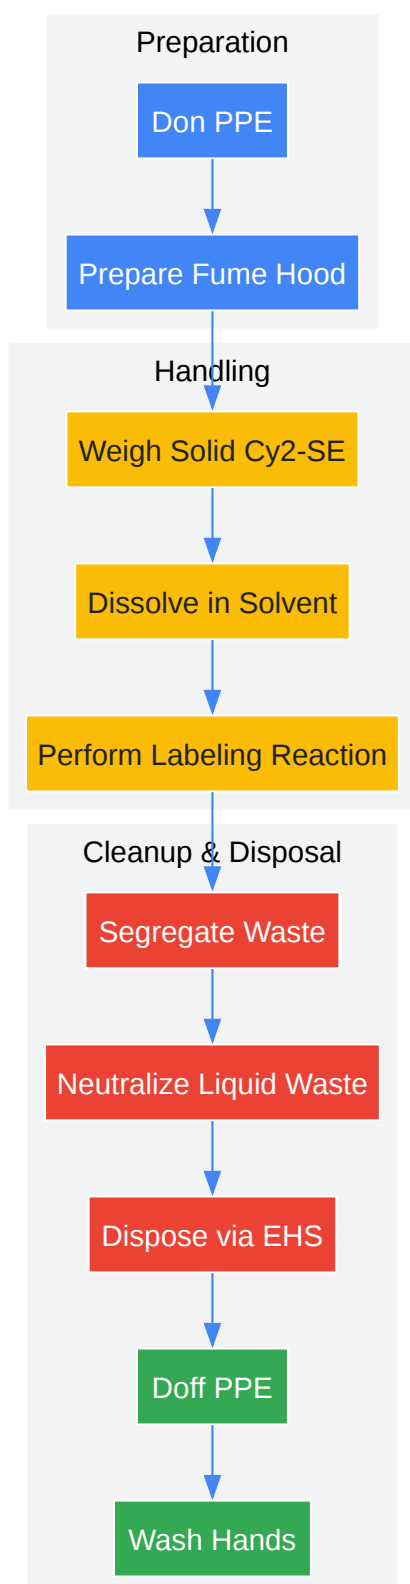 Preparation
Don PPE
Prepare Fume Hood
Handling
Weigh Solid Cy2-SE
Dissolve in Solvent
Perform Labeling Reaction
Cleanup & Disposal
Segregate Waste
Neutralize Liquid Waste
Dispose via EHS
Doff PPE
Wash Hands